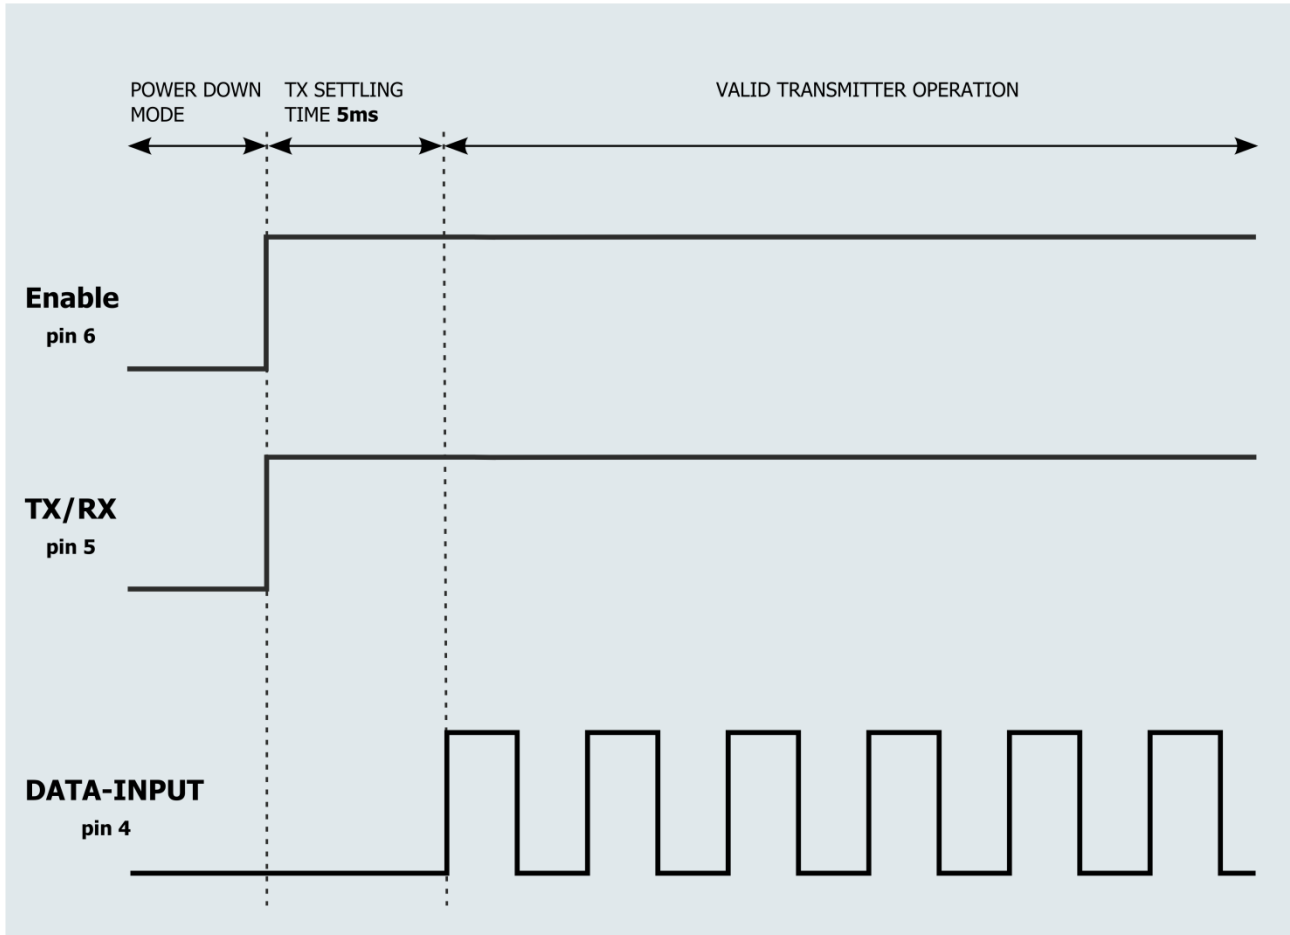 POWER DOWN
MODE
TX SETTLING
TIME 5ms
VALID TRANSMITTER OPERATION
Enable
pin 6
TX/RX
pin 5
DATA-INPUT
pin 4